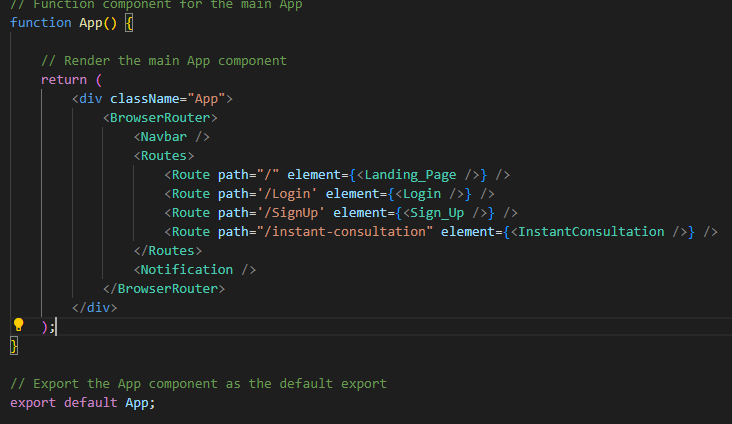 // Function component for the main App
function App() {
// Render the main App component
return (
<div className="App">
<BrowserRouter>
<Navbar />
<Routes>
<Route path="/" element={<Landing_Page />} />
<Route path='/Login' element={<Login />} />
<Route path='/SignUp' element={<Sign_Up />} />
<Route path="/instant-consultation" element={<InstantConsultation />} />
</Routes>
<Notification />
</BrowserRouter>
</div>
);
}
// Export the App component as the default export
export default App;